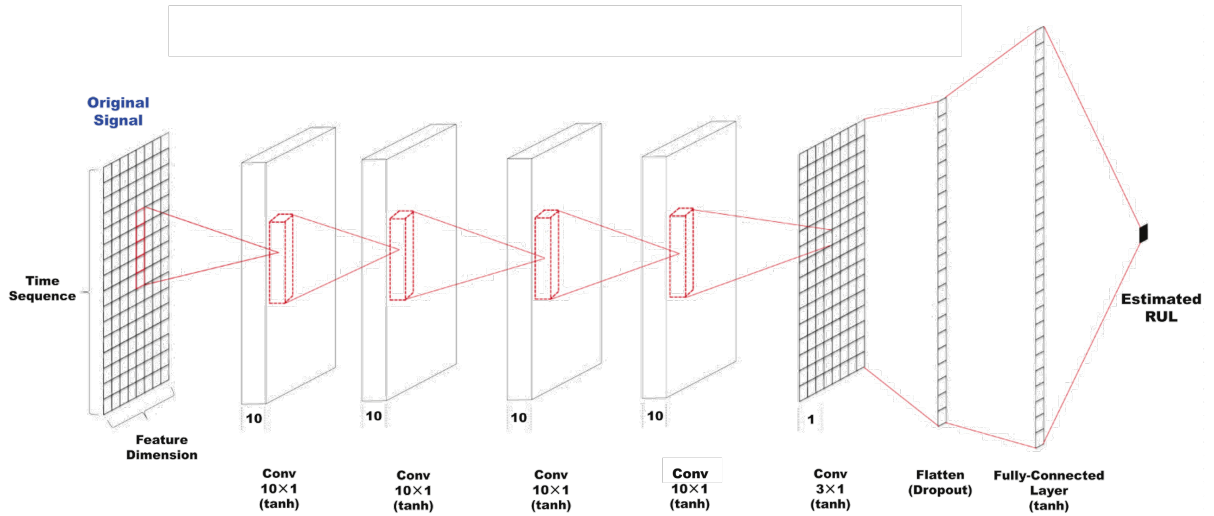 Original
Signal
Time
Sequence
Feature
Dimension
10
10
10
10
1
Conv
10×1
(tanh)
Conv
10×1
(tanh)
Conv
10×1
(tanh)
Conv
10×1
(tanh)
Conv
3×1
(tanh)
Flatten
(Dropout)
Fully-Connected
Layer
(tanh)
Estimated
RUL